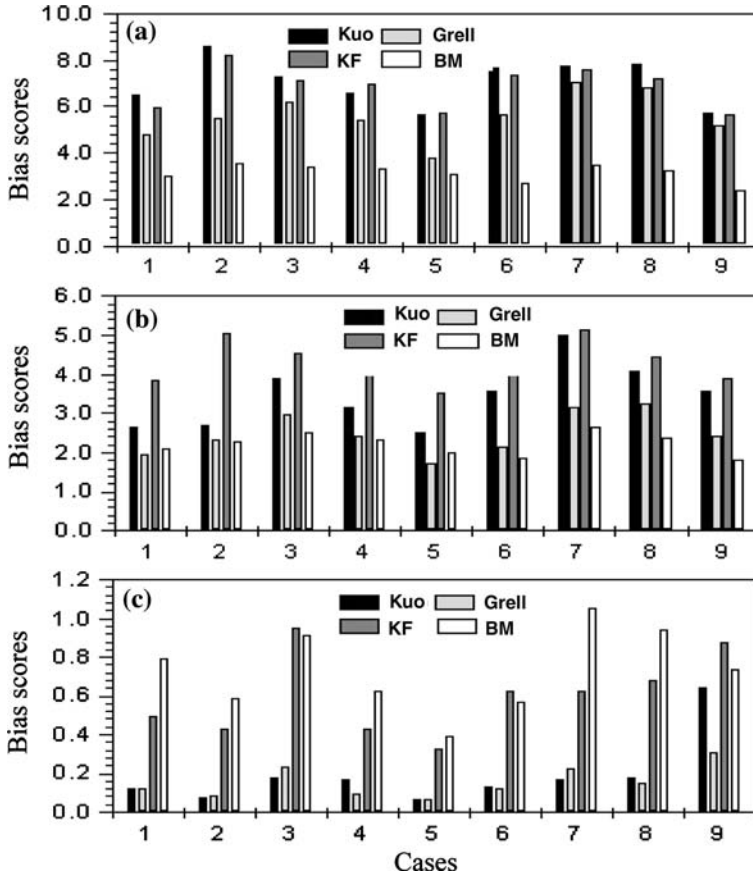 (a)
Kuo Grell
KF BM
Bias scores
10.0
8.0
6.0
4.0
2.0
0.0
1 2 3 4 5 6 7 8 9
(b)
Kuo Grell
KF BM
Bias scores
6.0
5.0
4.0
3.0
2.0
1.0
0.0
1 2 3 4 5 6 7 8 9
(c)
Kuo Grell
KF BM
Bias scores
1.2
1.0
0.8
0.6
0.4
0.2
0.0
1 2 3 4 5 6 7 8 9
Cases